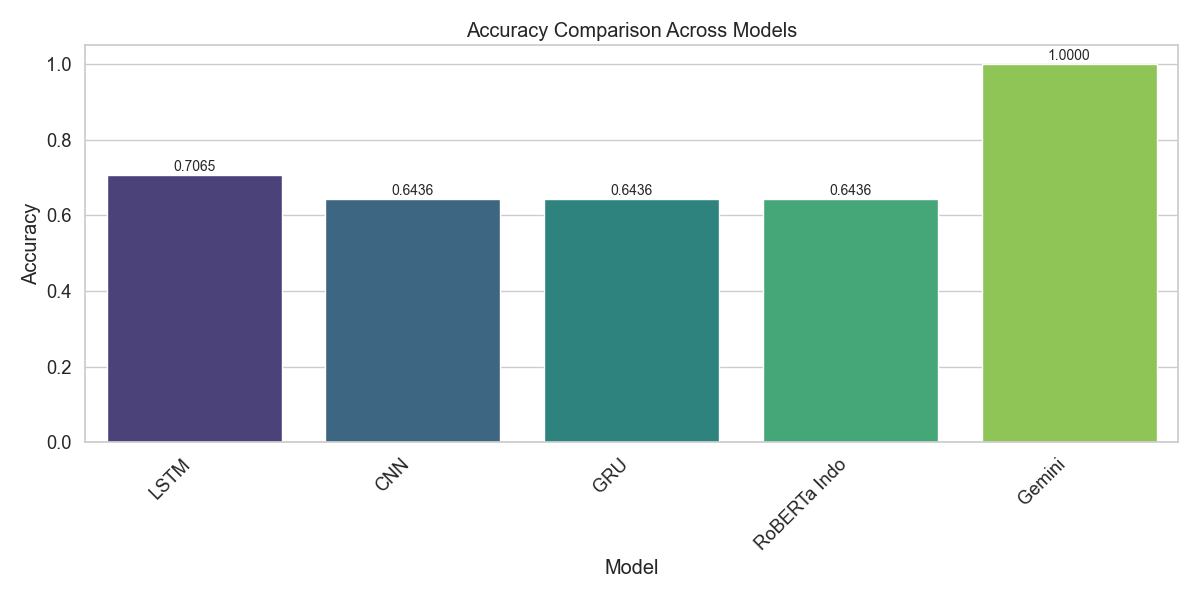 Accuracy Comparison Across Models
Accuracy
1.0
0.8
0.6
0.4
0.2
0.0
0.7065
0.6436
0.6436
0.6436
1.0000
LSTM
CNN
GRU
RoBERTa Indo
Gemini
Model